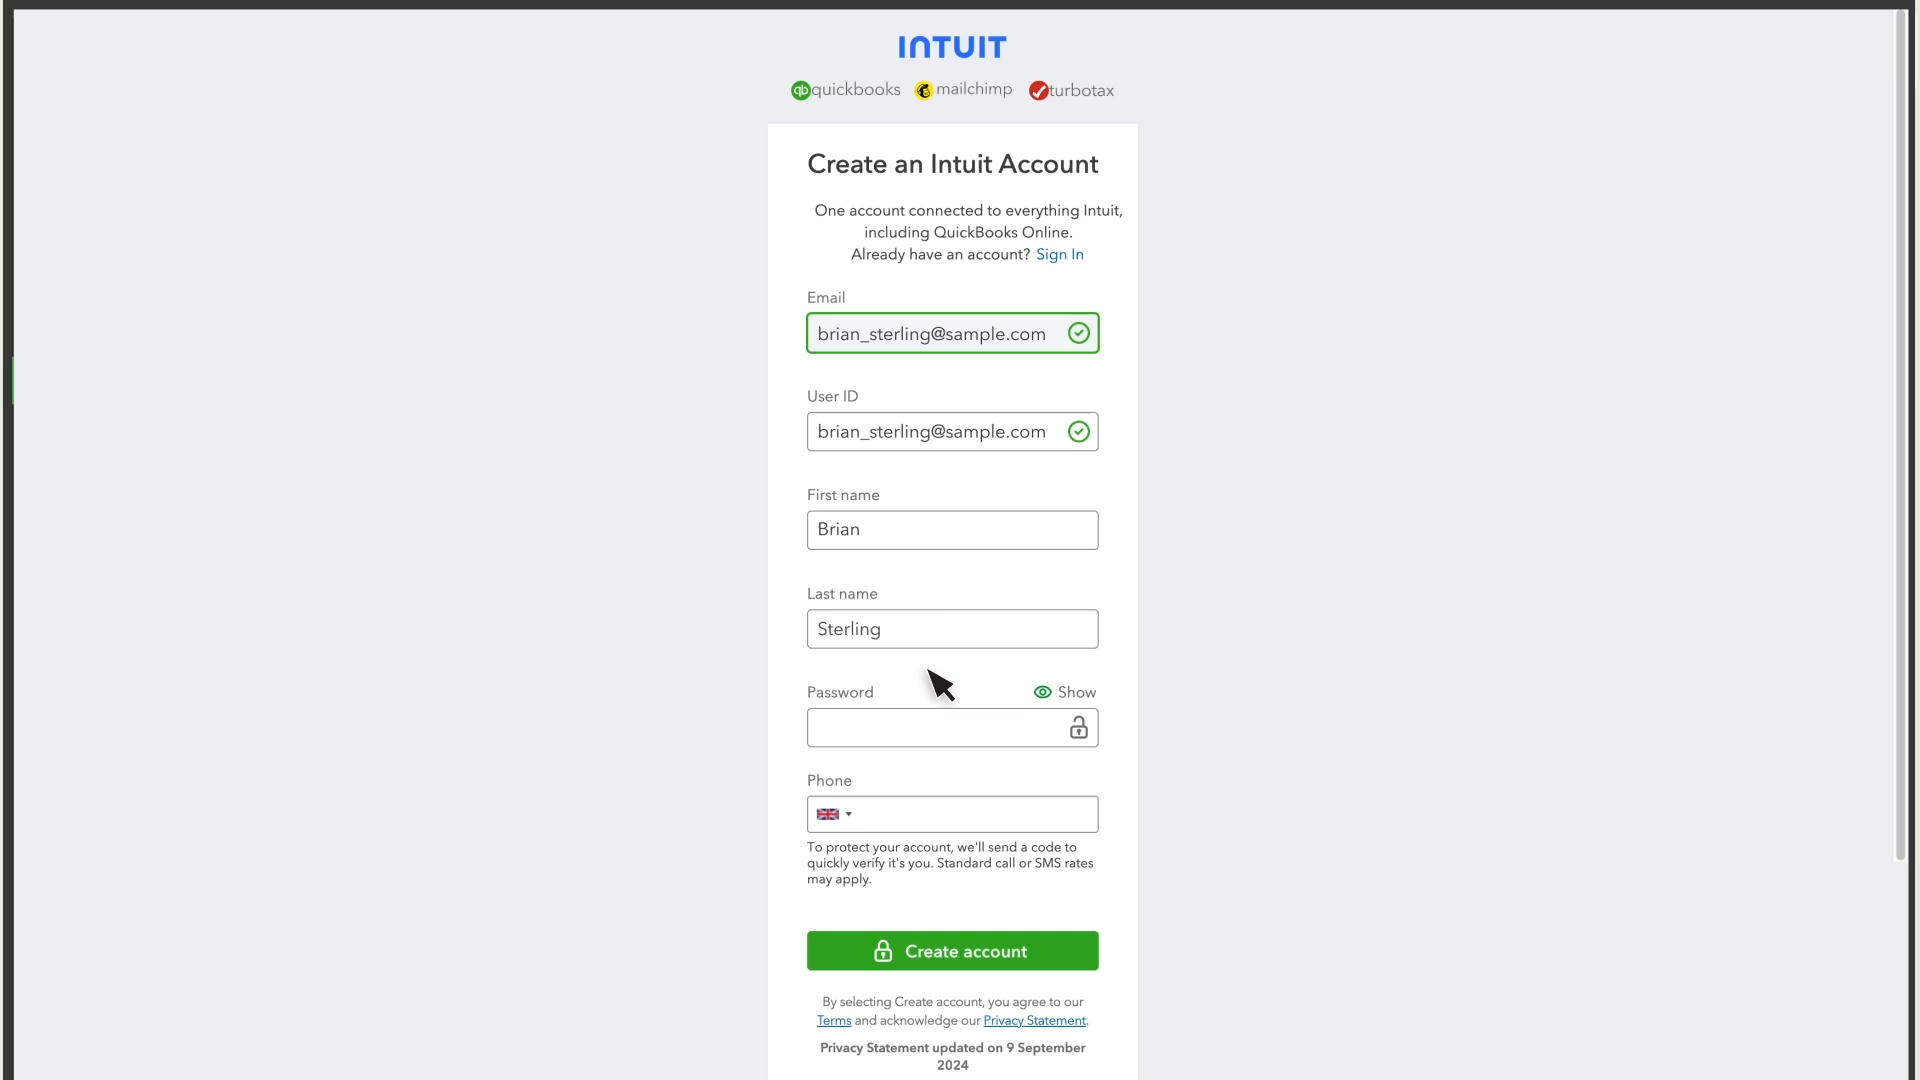 INTUIT
quickbooks mailchimp turbotax
Create an Intuit Account
One account connected to everything Intuit,
including QuickBooks Online.
Already have an account? Sign In
Email
brian_sterling@sample.com
User ID
brian_sterling@sample.com
First name
Brian
Last name
Sterling
Password Show
Phone
To protect your account, we'll send a code to
quickly verify it's you. Standard call or SMS rates
may apply.
Create account
By selecting Create account, you agree to our
Terms and acknowledge our Privacy Statement.
Privacy Statement updated on 9 September
2024